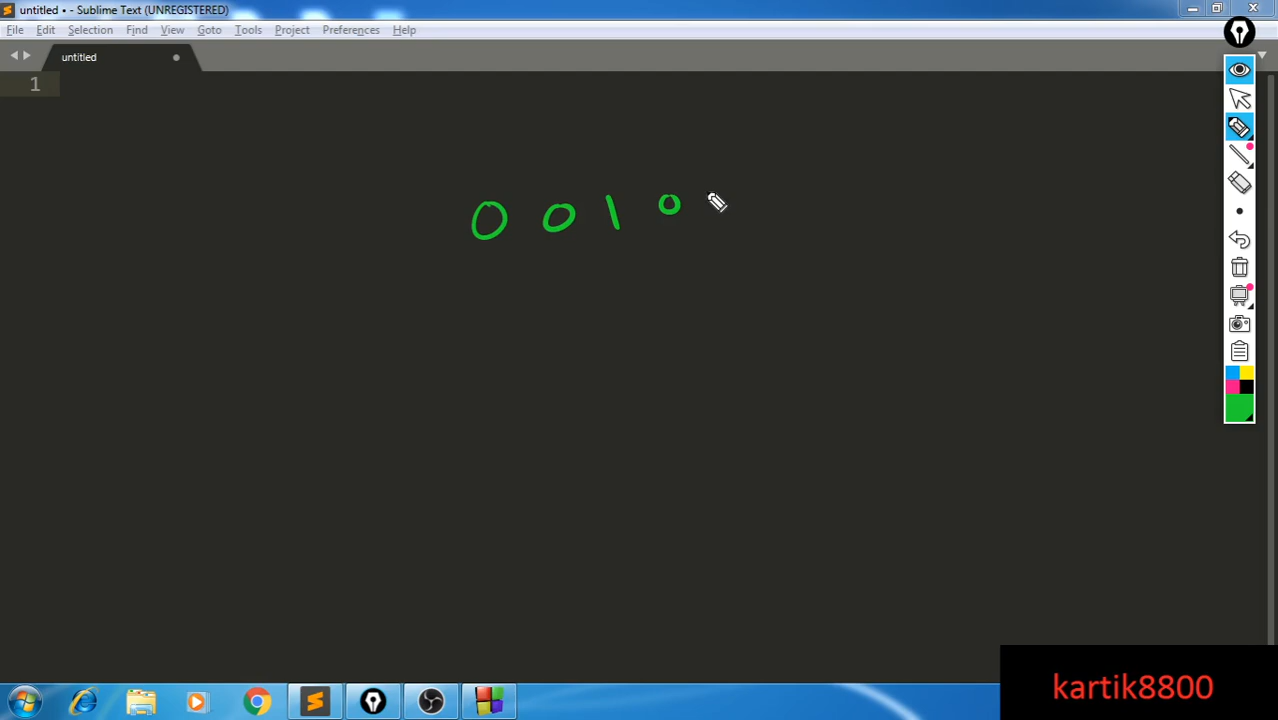 untitled • - Sublime Text (UNREGISTERED)
File Edit Selection Find View Goto Tools Project Preferences Help
untitled
1
0 0 1 0
kartik8800